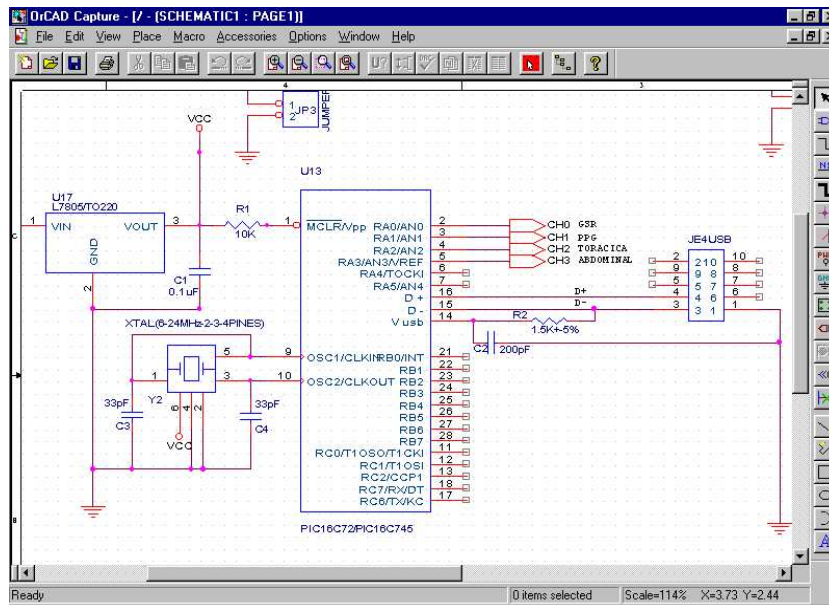 OrCAD Capture - [/ - (SCHEMATIC1 : PAGE1)]
File Edit View Place Macro Accessories Options Window Help
U?
4
3
VCC
1
2
JP3
JUMPER
U13
U17
L7805/TO220
1
VIN
VOUT
3
GND
2
R1
10K
C1
0.1uF
1
MCLR/Vpp
RA0/AN0
2
CH0 GSR
RA1/AN1
3
CH1 PPG
RA2/AN2
4
CH2 TORACICA
RA3/AN3/VREF
5
CH3 ABDOMINAL
RA4/TOCKI
6
RA5/AN4
7
D+
16
D+
D-
15
D-
Vusb
14
R2
1.5K+-5%
C2
200pF
JE4USB
2
2 10
10
9
9 8
8
5
5 7
7
4
4 6
6
3
3 1
1
XTAL(6-24MHz-2-3-4PINES)
5
1
3
Y2
6
4
2
VCC
33pF
C3
33pF
C4
9
OSC1/CLKIN
RB0/INT
21
RB1
22
10
OSC2/CLKOUT
RB2
23
RB3
24
RB4
25
RB5
26
RB6
27
RB7
28
RC0/T1OSO/T1CKI
11
RC1/T1OSI
12
RC2/CCP1
13
RC7/RX/DT
18
RC6/TX/KC
17
PIC16C72/PIC16C745
C
B
Ready
0 items selected
Scale=114%
X=3.73 Y=2.44